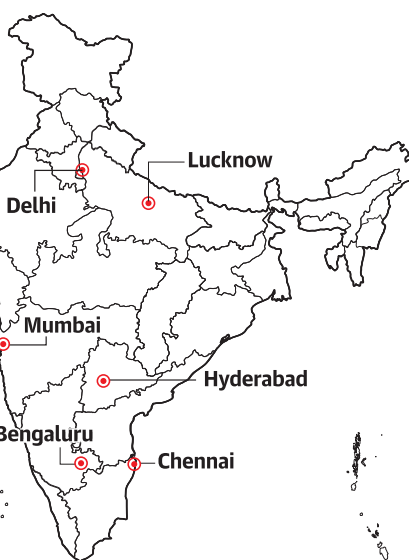 Lucknow
Delhi
Mumbai
Hyderabad
Bengaluru
Chennai